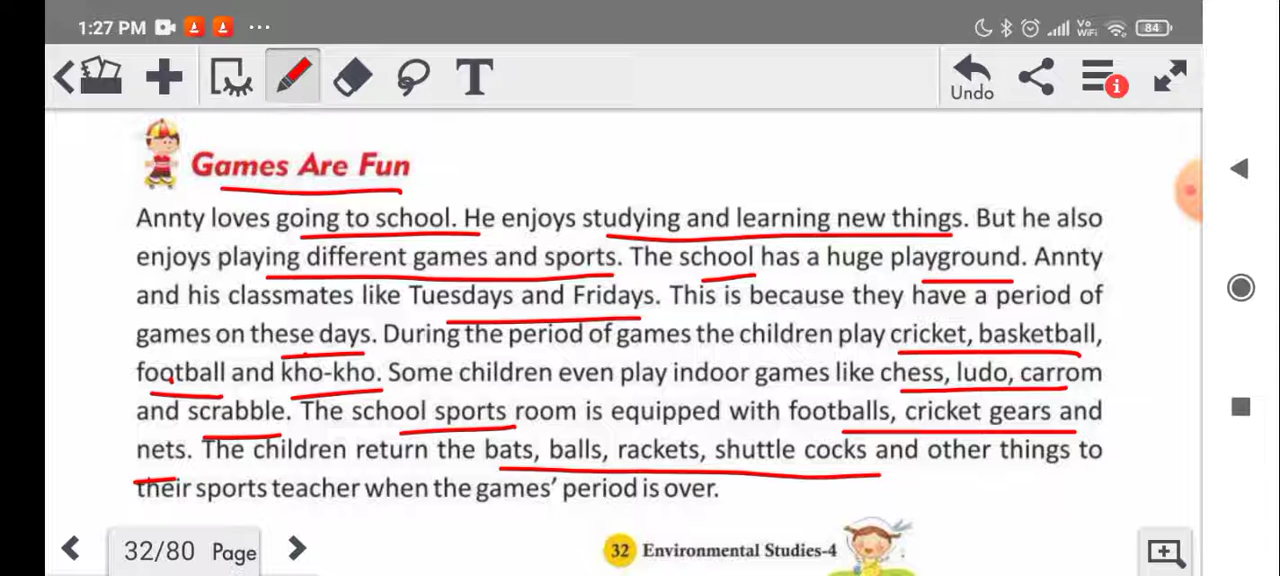 1:27 PM ... Vo WiFi 84
T Undo i
Games Are Fun
Annty loves going to school. He enjoys studying and learning new things. But he also
enjoys playing different games and sports. The school has a huge playground. Annty
and his classmates like Tuesdays and Fridays. This is because they have a period of
games on these days. During the period of games the children play cricket, basketball,
football and kho-kho. Some children even play indoor games like chess, ludo, carrom
and scrabble. The school sports room is equipped with footballs, cricket gears and
nets. The children return the bats, balls, rackets, shuttle cocks and other things to
their sports teacher when the games’ period is over.
32/80 Page 32 Environmental Studies-4